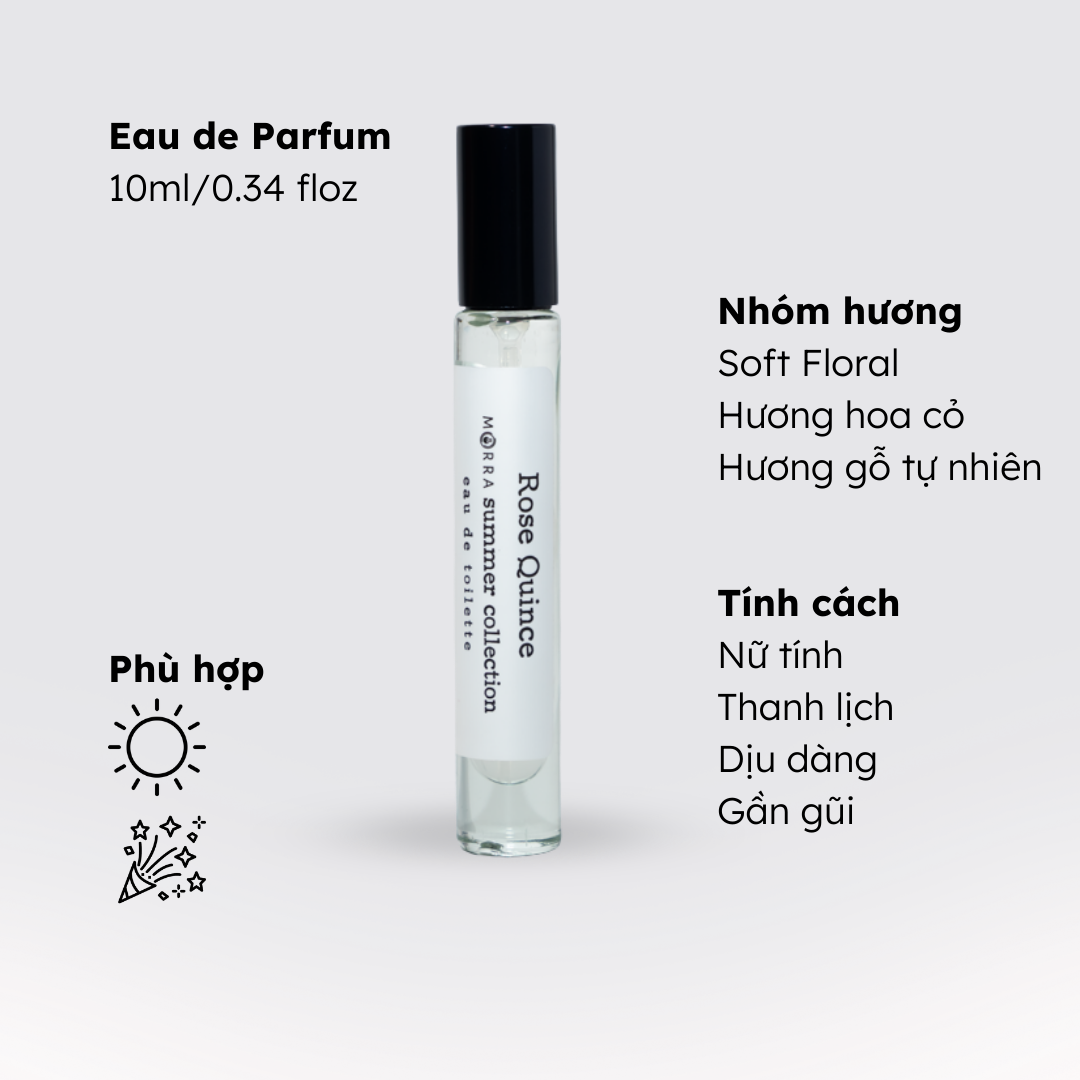 Eau de Parfum
10ml/0.34 floz
Nhóm hương
Soft Floral
Hương hoa cỏ
Hương gỗ tự nhiên
Rose Quince
MORRA summer collection
eau de toilette
Tính cách
Nữ tính
Thanh lịch
Dịu dàng
Gần gũi
Phù hợp